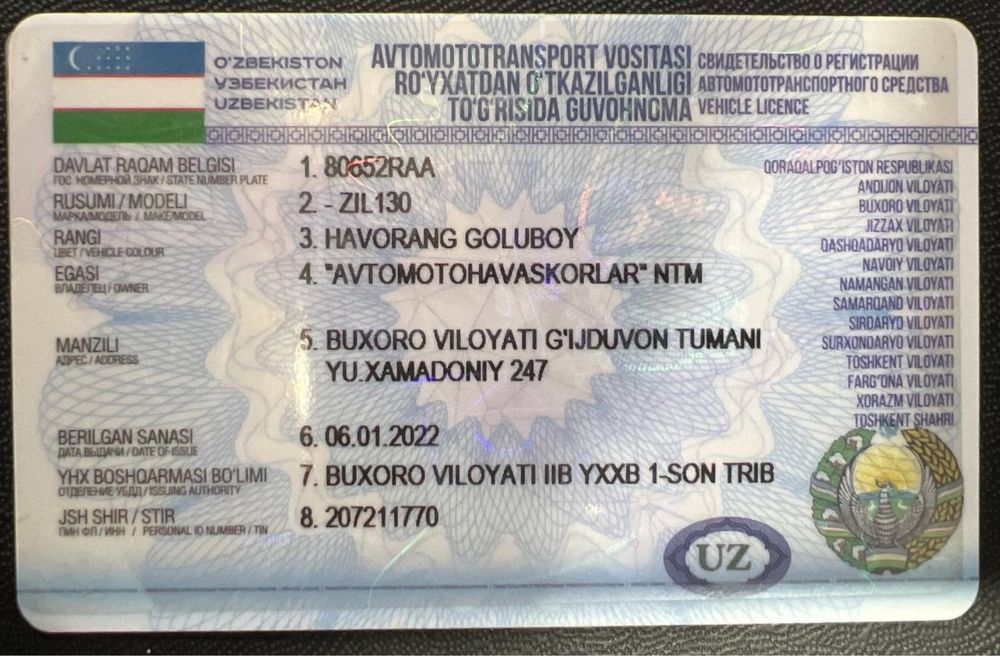 O'ZBEKISTON
УЗБЕКИСТАН
UZBEKISTAN
AVTOMOTOTRANSPORT VOSITASI
RO'YXATDAN O'TKAZILGANLIGI
TO'G'RISIDA GUVOHNOMA
СВИДЕТЕЛЬСТВО О РЕГИСТРАЦИИ
АВТОМОТОТРАНСПОРТНОГО СРЕДСТВА
VEHICLE LICENCE
DAVLAT RAQAM BELGISI
ГОС. НОМЕРНОЙ ЗНАК / STATE NUMBER PLATE
1. 80652RAA
RUSUMI / MODELI
МАРКА/МОДЕЛЬ / MAKE/MODEL
2. - ZIL130
RANGI
ЦВЕТ / VEHICLE COLOUR
3. HAVORANG GOLUBOY
EGASI
ВЛАДЕЛЕЦ / OWNER
4. "AVTOMOTOHAVASKORLAR" NTM
MANZILI
АДРЕС / ADDRESS
5. BUXORO VILOYATI G'IJDUVON TUMANI
YU.XAMADONIY 247
BERILGAN SANASI
ДАТА ВЫДАЧИ / DATE OF ISSUE
6. 06.01.2022
YHX BOSHQARMASI BO'LIMI
ОТДЕЛЕНИЕ УБДД / ISSUING AUTHORITY
7. BUXORO VILOYATI IIB YXXB 1-SON TRIB
JSH SHIR / STIR
ПИН ФЛ / ИНН / PERSONAL ID NUMBER / TIN
8. 207211770
QORAQALPOG'ISTON RESPUBLIKASI
ANDIJON VILOYATI
BUXORO VILOYATI
JIZZAX VILOYATI
QASHQADARYO VILOYATI
NAVOIY VILOYATI
NAMANGAN VILOYATI
SAMARQAND VILOYATI
SIRDARYO VILOYATI
SURXONDARYO VILOYATI
TOSHKENT VILOYATI
FARG'ONA VILOYATI
XORAZM VILOYATI
TOSHKENT SHAHRI
UZ